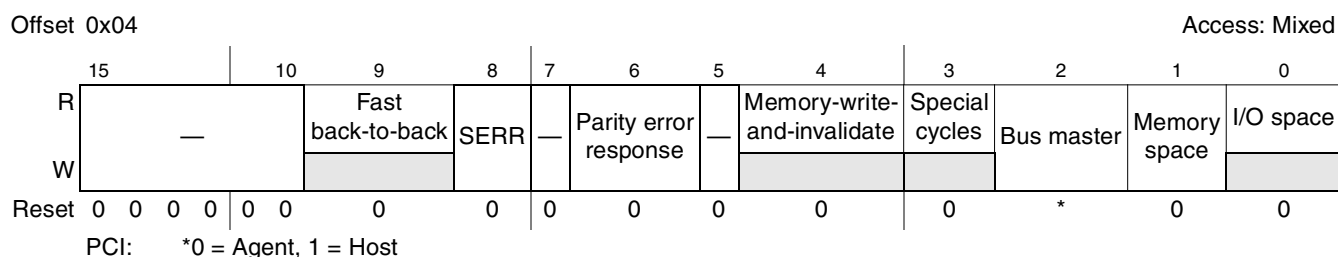 Offset 0x04 Access: Mixed
15 10 9 8 7 6 5 4 3 2 1 0
R Fast Memory-write- Special I/O space
— back-to-back SERR — Parity error response — and-invalidate cycles Bus master Memory space
W
Reset 0 0 0 0 0 0 0 0 0 0 0 0 0 * 0 0
PCI: *0 = Agent, 1 = Host